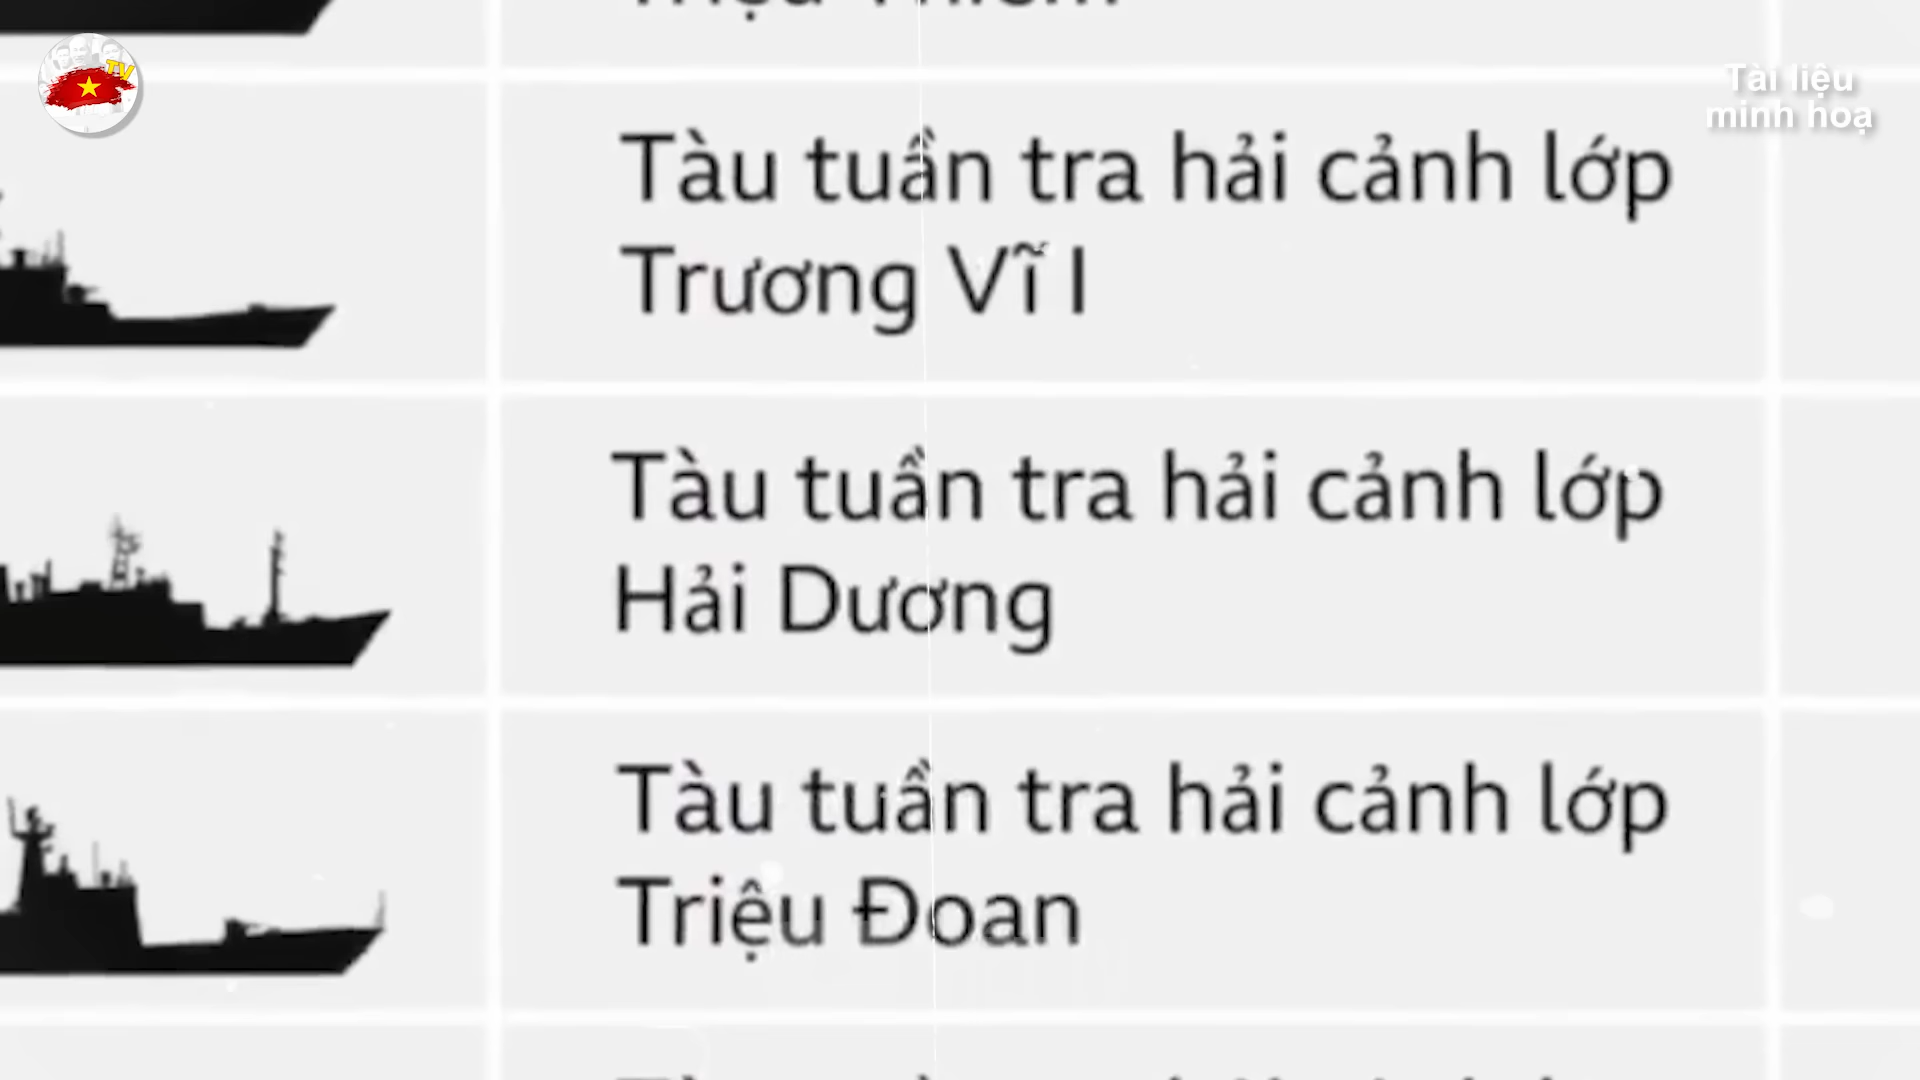 TV
Tài liệu
minh hoạ
Tàu tuần tra hải cảnh lớp
Trương Vĩ I
Tàu tuần tra hải cảnh lớp
Hải Dương
Tàu tuần tra hải cảnh lớp
Triệu Đoan